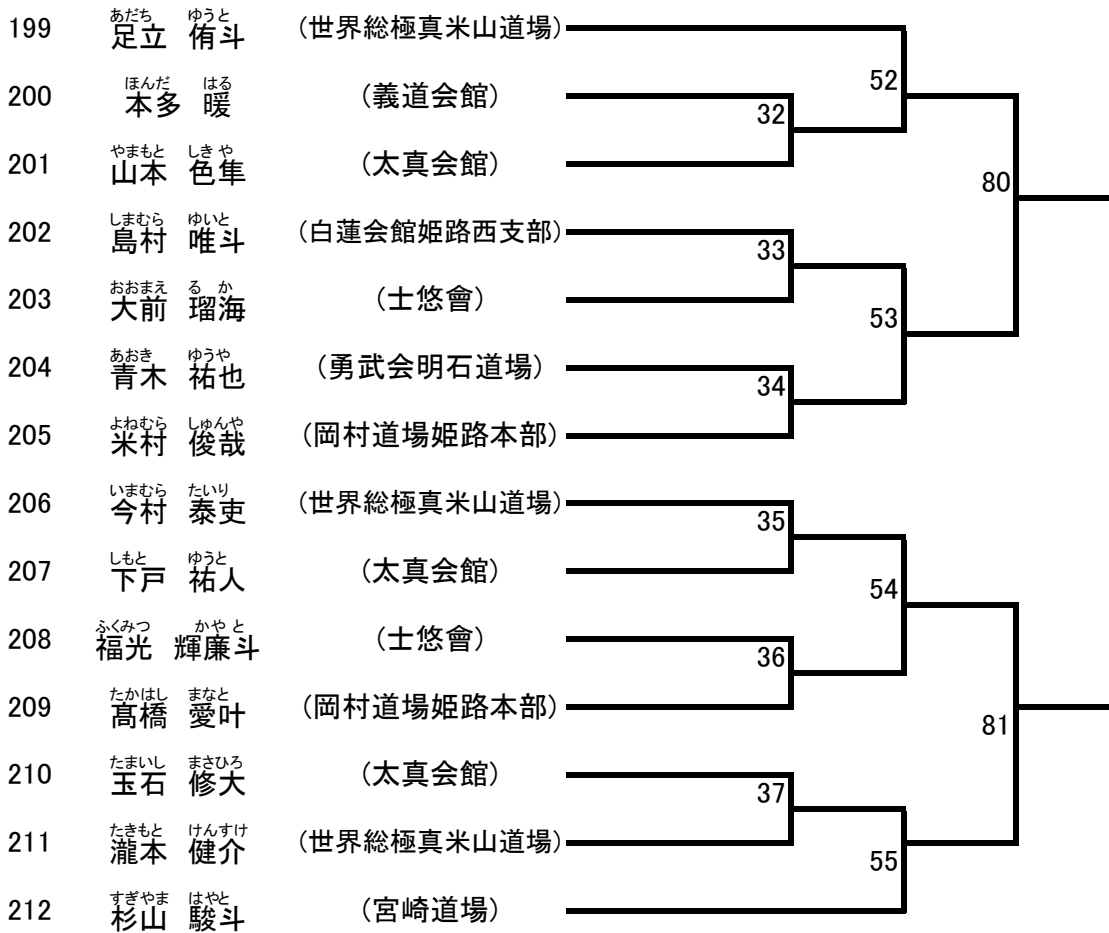 あだち ゆうと
199 足立 侑斗 （世界総極真米山道場）
52
ほんだ はる
200 本多 暖 （義道会館）
32
やまもと しきや
201 山本 色隼 （太真会館）
80
しまむら ゆいと
202 島村 唯斗 （白蓮会館姫路西支部）
33
おおまえ るか
203 大前 瑠海 （士悠會）
53
あおき ゆうや
204 青木 祐也 （勇武会明石道場）
34
よねむら しゅんや
205 米村 俊哉 （岡村道場姫路本部）
いまむら たいり
206 今村 泰吏 （世界総極真米山道場）
35
しもと ゆうと
207 下戸 祐人 （太真会館）
54
ふくみつ かやと
208 福光 輝廉斗 （士悠會）
36
たかはし まなと
209 髙橋 愛叶 （岡村道場姫路本部）
81
たまいし まさひろ
210 玉石 修大 （太真会館）
37
たきもと けんすけ
211 瀧本 健介 （世界総極真米山道場）
55
すぎやま はやと
212 杉山 駿斗 （宮崎道場）